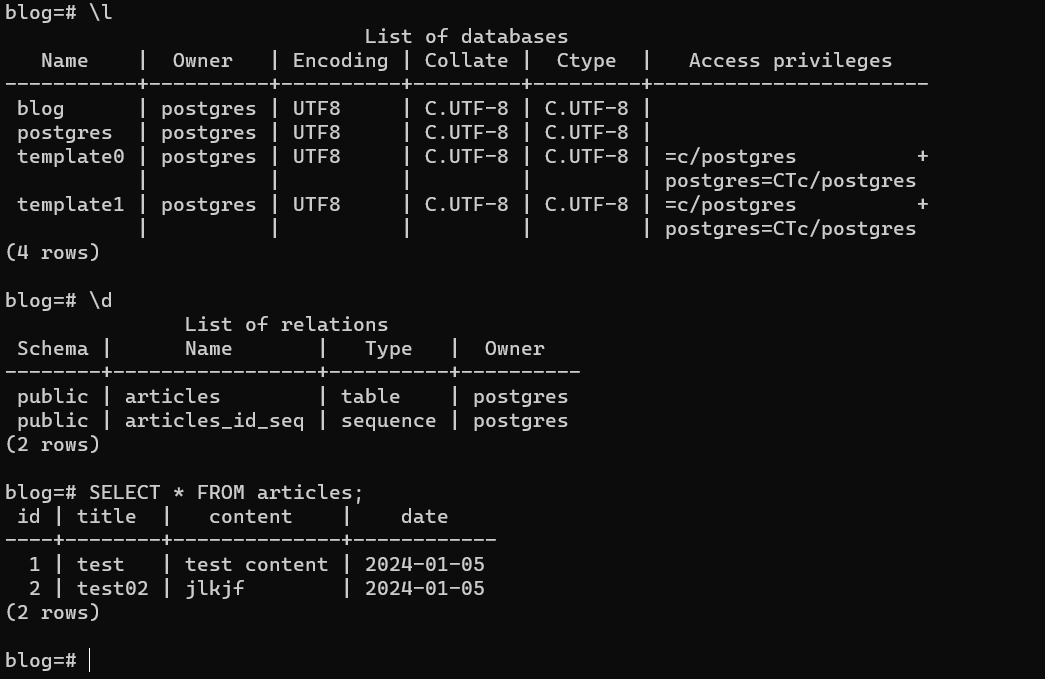 blog=# \l
                              List of databases
   Name    |  Owner   | Encoding | Collate |  Ctype  |   Access privileges
-----------+----------+----------+---------+---------+-----------------------
 blog      | postgres | UTF8     | C.UTF-8 | C.UTF-8 |
 postgres  | postgres | UTF8     | C.UTF-8 | C.UTF-8 |
 template0 | postgres | UTF8     | C.UTF-8 | C.UTF-8 | =c/postgres          +
           |          |          |         |         | postgres=CTc/postgres
 template1 | postgres | UTF8     | C.UTF-8 | C.UTF-8 | =c/postgres          +
           |          |          |         |         | postgres=CTc/postgres
(4 rows)

blog=# \d
               List of relations
 Schema |      Name       |   Type   |  Owner
--------+-----------------+----------+----------
 public | articles        | table    | postgres
 public | articles_id_seq | sequence | postgres
(2 rows)

blog=# SELECT * FROM articles;
 id | title  |   content    |    date
----+--------+--------------+------------
  1 | test   | test content | 2024-01-05
  2 | test02 | jlkjf        | 2024-01-05
(2 rows)

blog=#